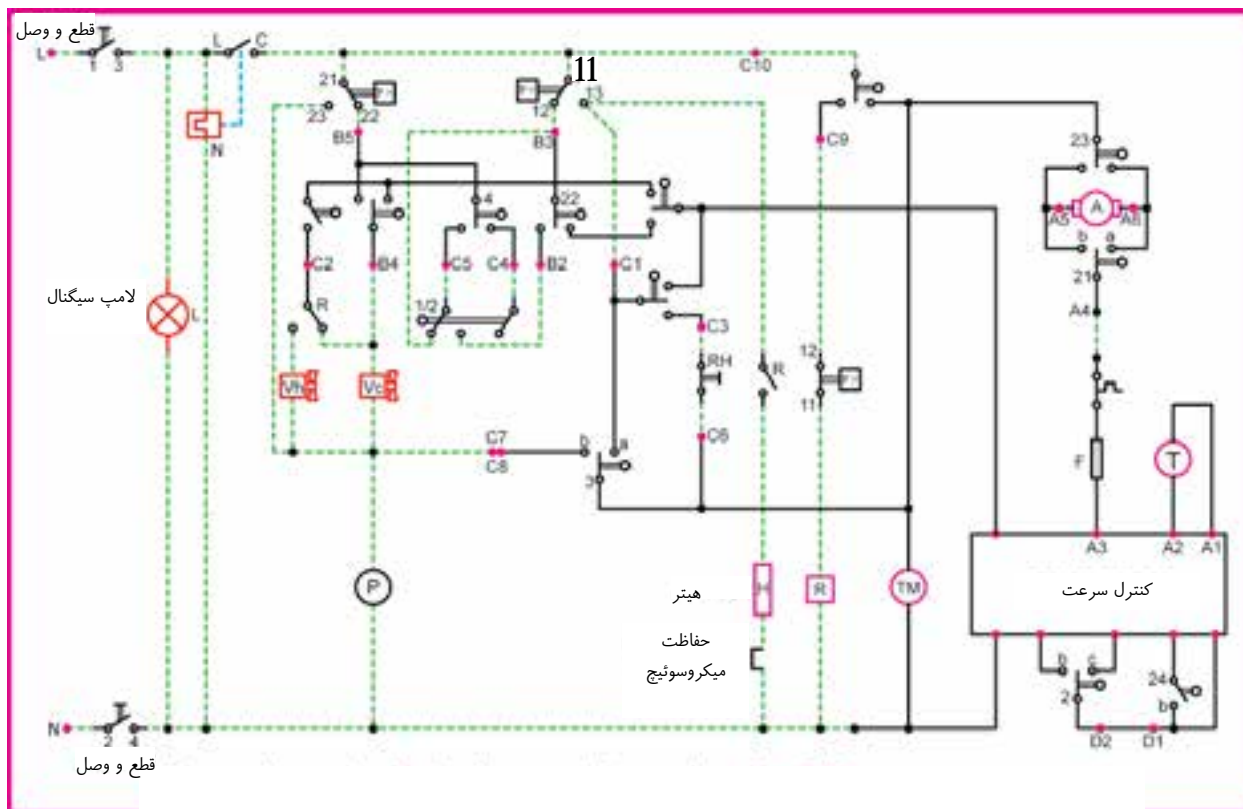 قطع و وصل
L
1 3
L C
21
11
C10
23 22
12
13
B5
B3
C9
23
N
4
22
A5 A A6
b a
C2
B4
C5
C4
B2
C1
21
A4
لامپ سیگنال
L
R
1/2
C3
RH
R
12
11
Vh
Vc
C7
C8
b a
3
C6
F
T
A3 A2 A1
P
هیتر
H
R
TM
کنترل سرعت
حفاظت
میکروسوئیچ
b c
2
24
b
N
2 4
D2 D1
قطع و وصل